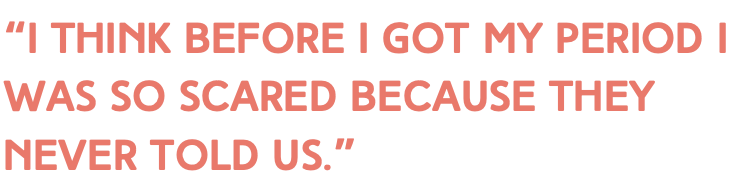 “I THINK BEFORE I GOT MY PERIOD I
WAS SO SCARED BECAUSE THEY
NEVER TOLD US.”